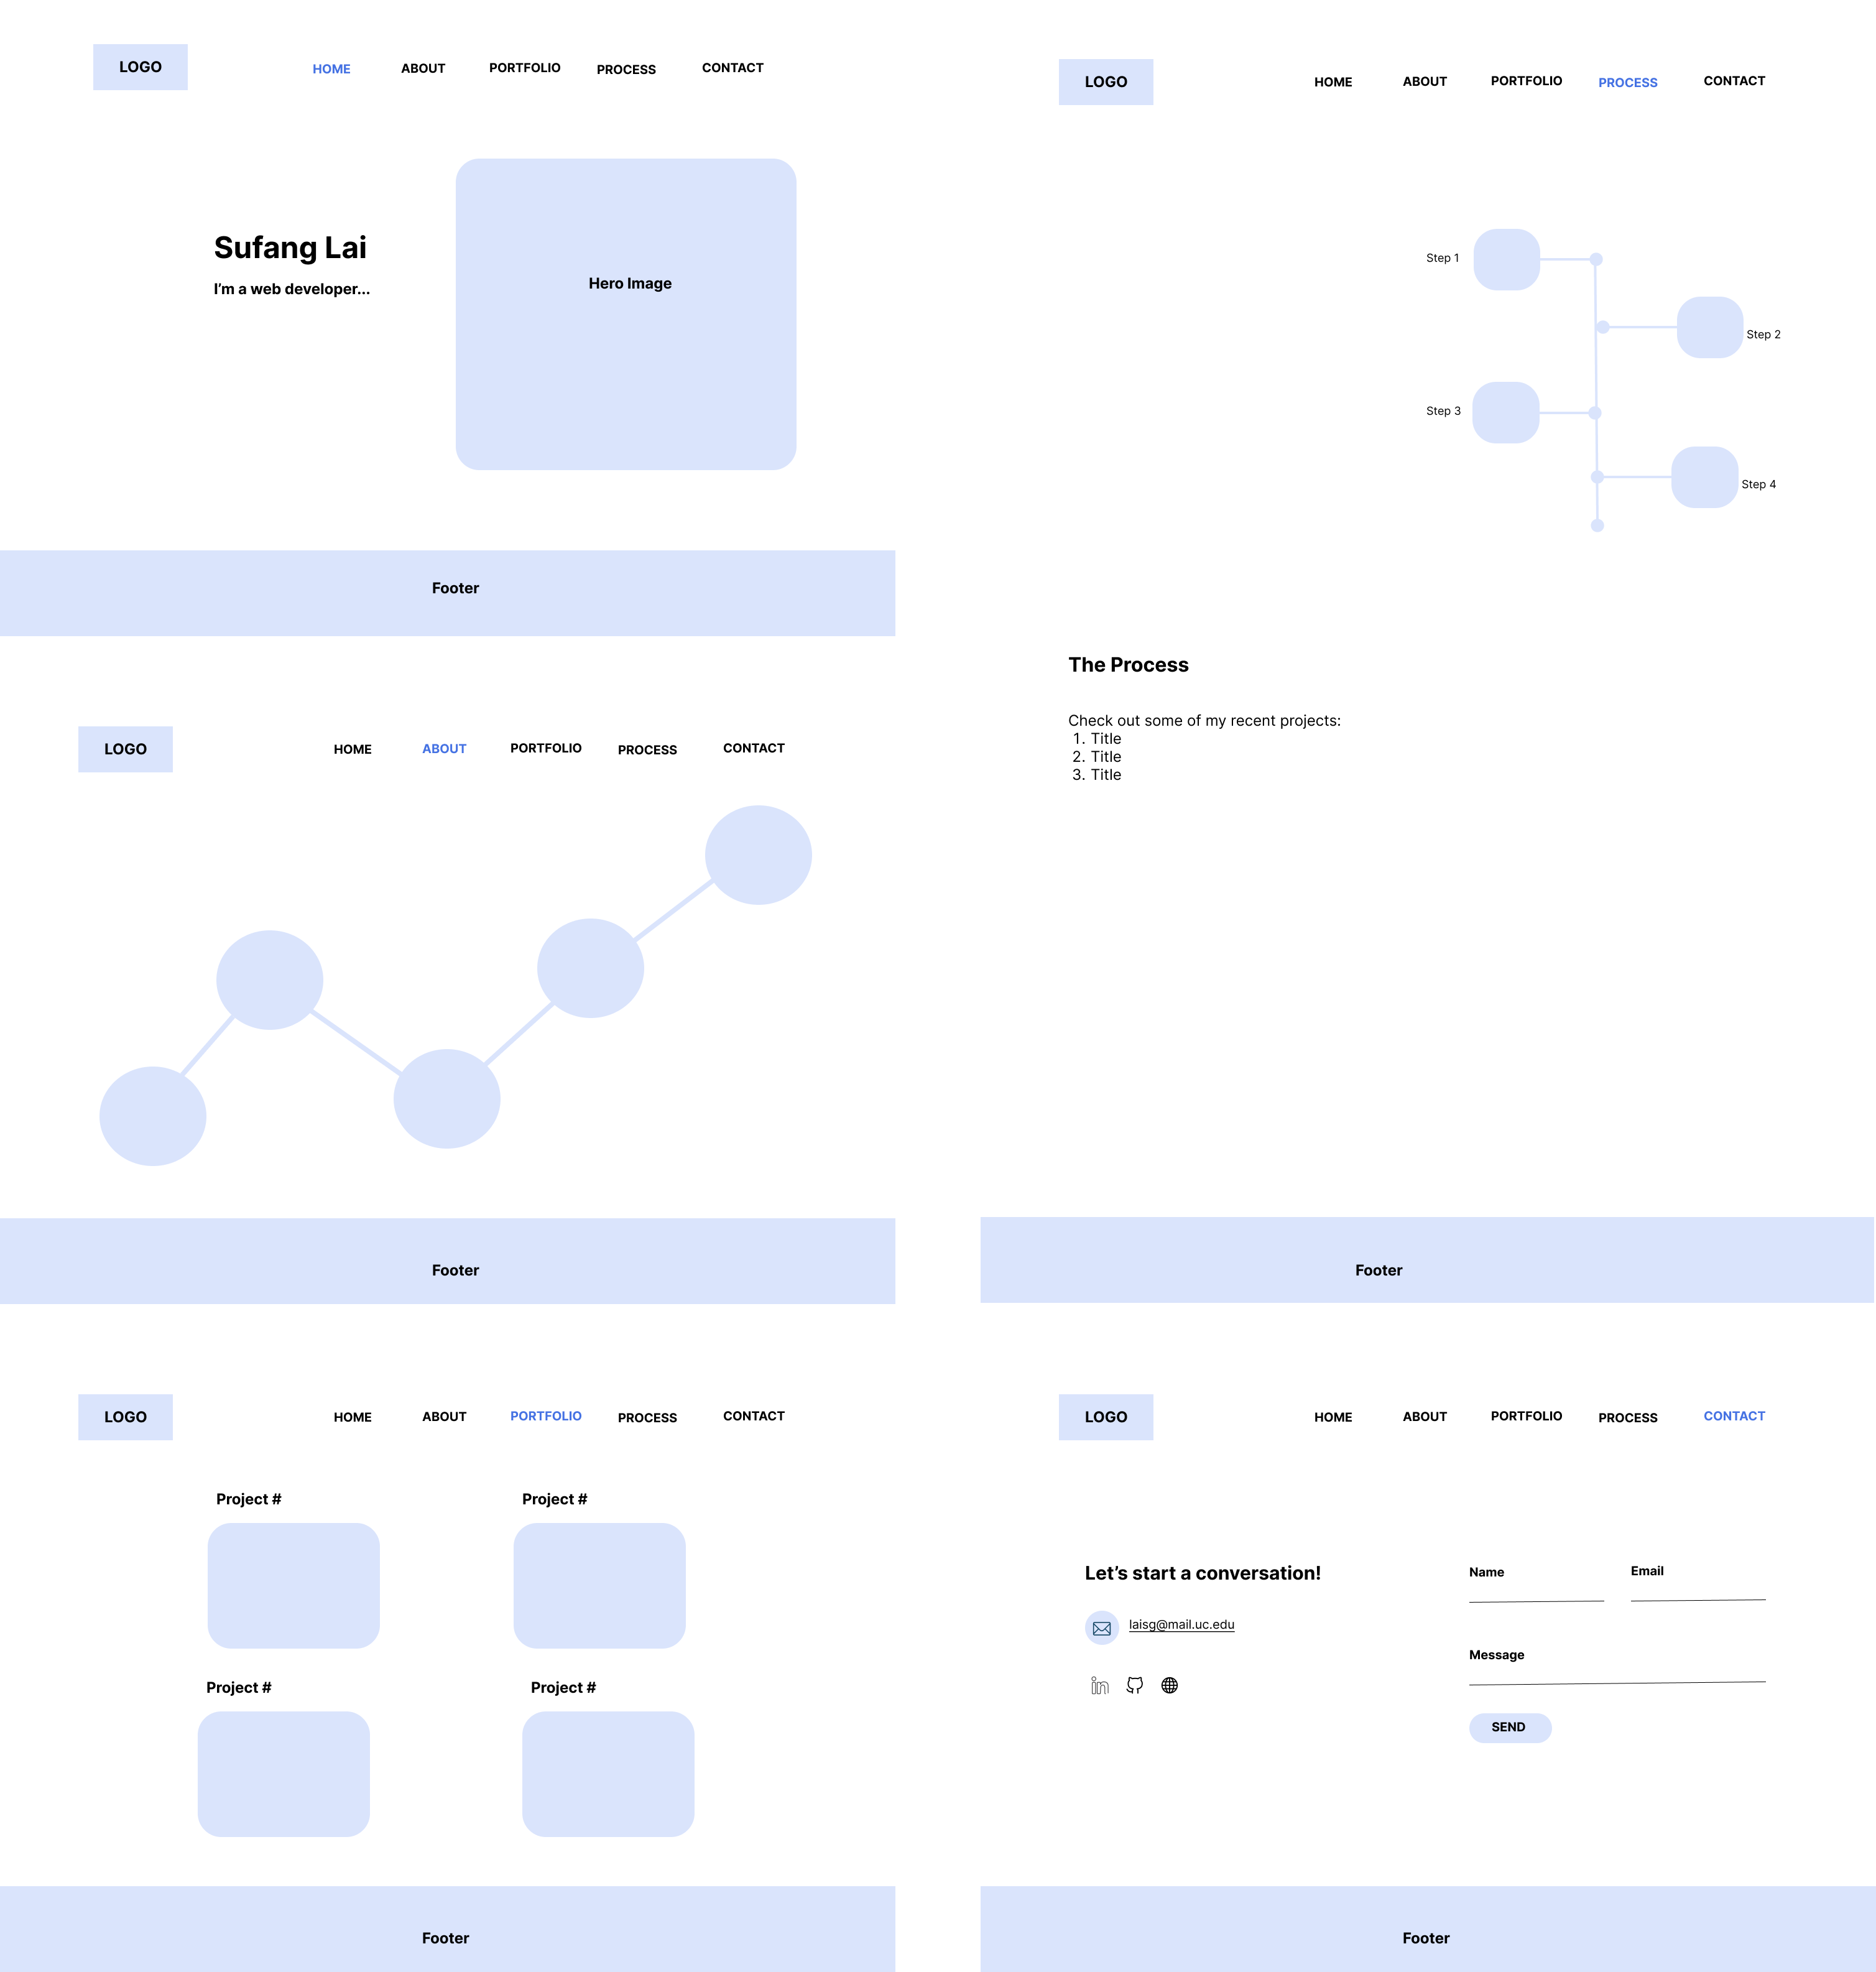 LOGO
HOME ABOUT PORTFOLIO PROCESS CONTACT
Sufang Lai
I'm a web developer...
Hero Image
Footer
LOGO
HOME ABOUT PORTFOLIO PROCESS CONTACT
Footer
LOGO
HOME ABOUT PORTFOLIO PROCESS CONTACT
Project # Project #
Project # Project #
Footer
LOGO
HOME ABOUT PORTFOLIO PROCESS CONTACT
Step 1
Step 2
Step 3
Step 4
The Process
Check out some of my recent projects:
1. Title
2. Title
3. Title
Footer
LOGO
HOME ABOUT PORTFOLIO PROCESS CONTACT
Let's start a conversation!
laisg@mail.uc.edu
in
Name Email
Message
SEND
Footer